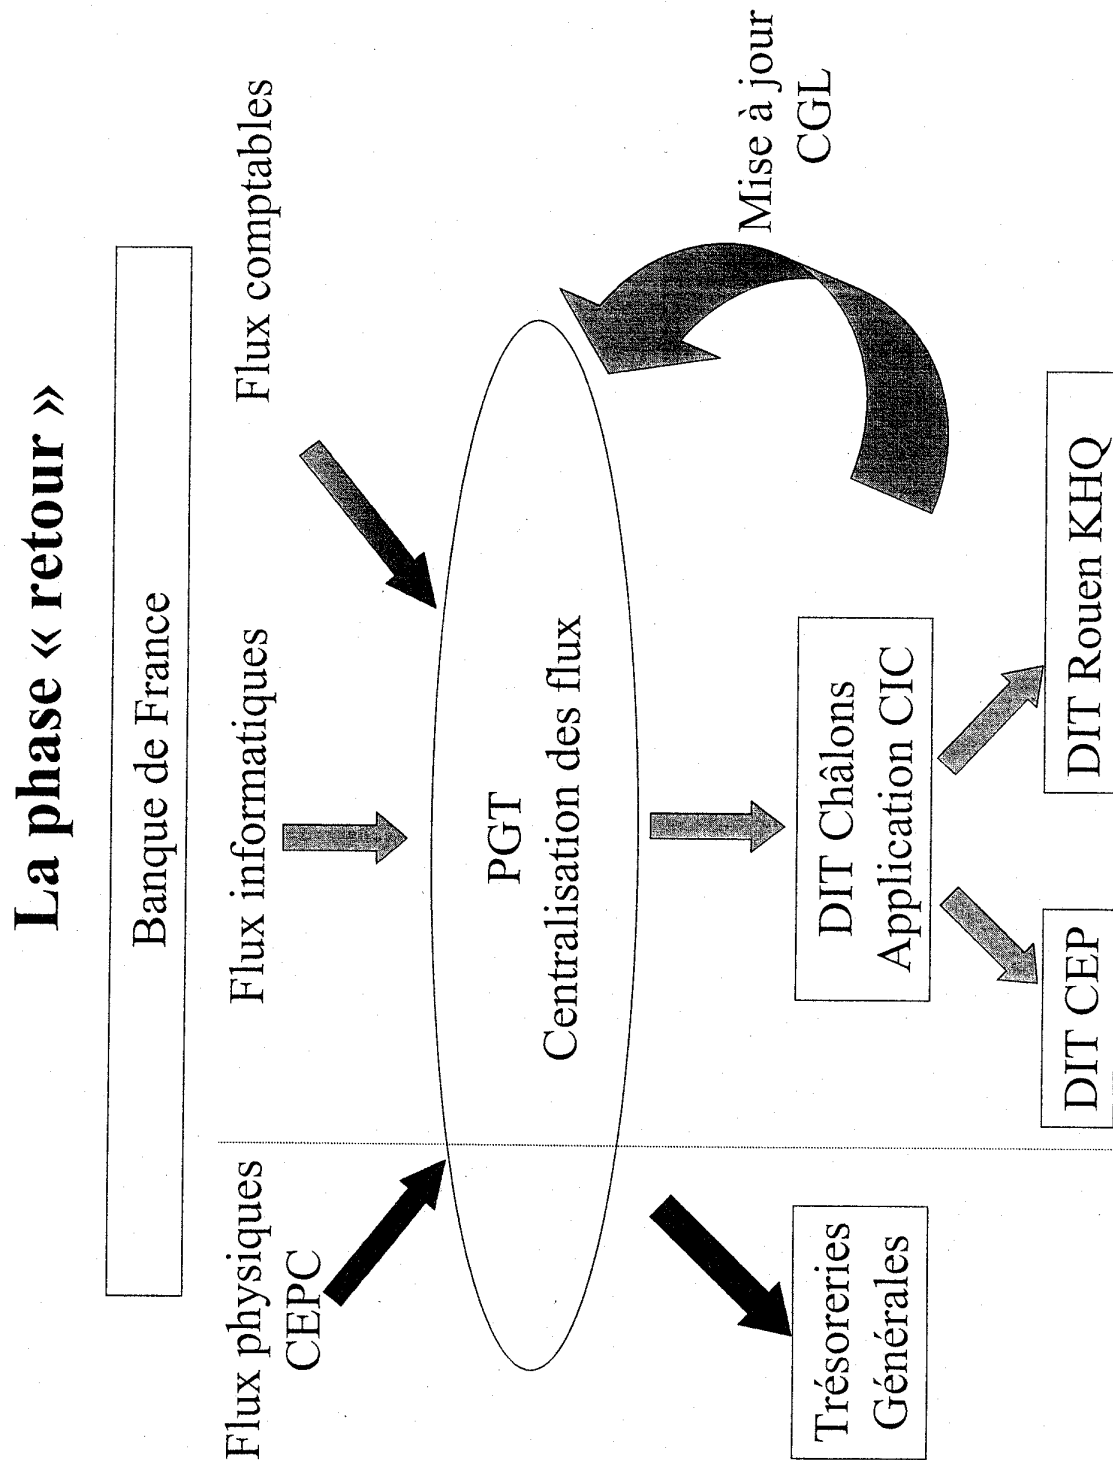 La phase « retour »
Banque de France
Flux physiques
CEPC
Flux informatiques
Flux comptables
PGT
Centralisation des flux
Mise à jour
CGL
Trésoreries
Générales
DIT Châlons
Application CIC
DIT CEP
DIT Rouen KHQ